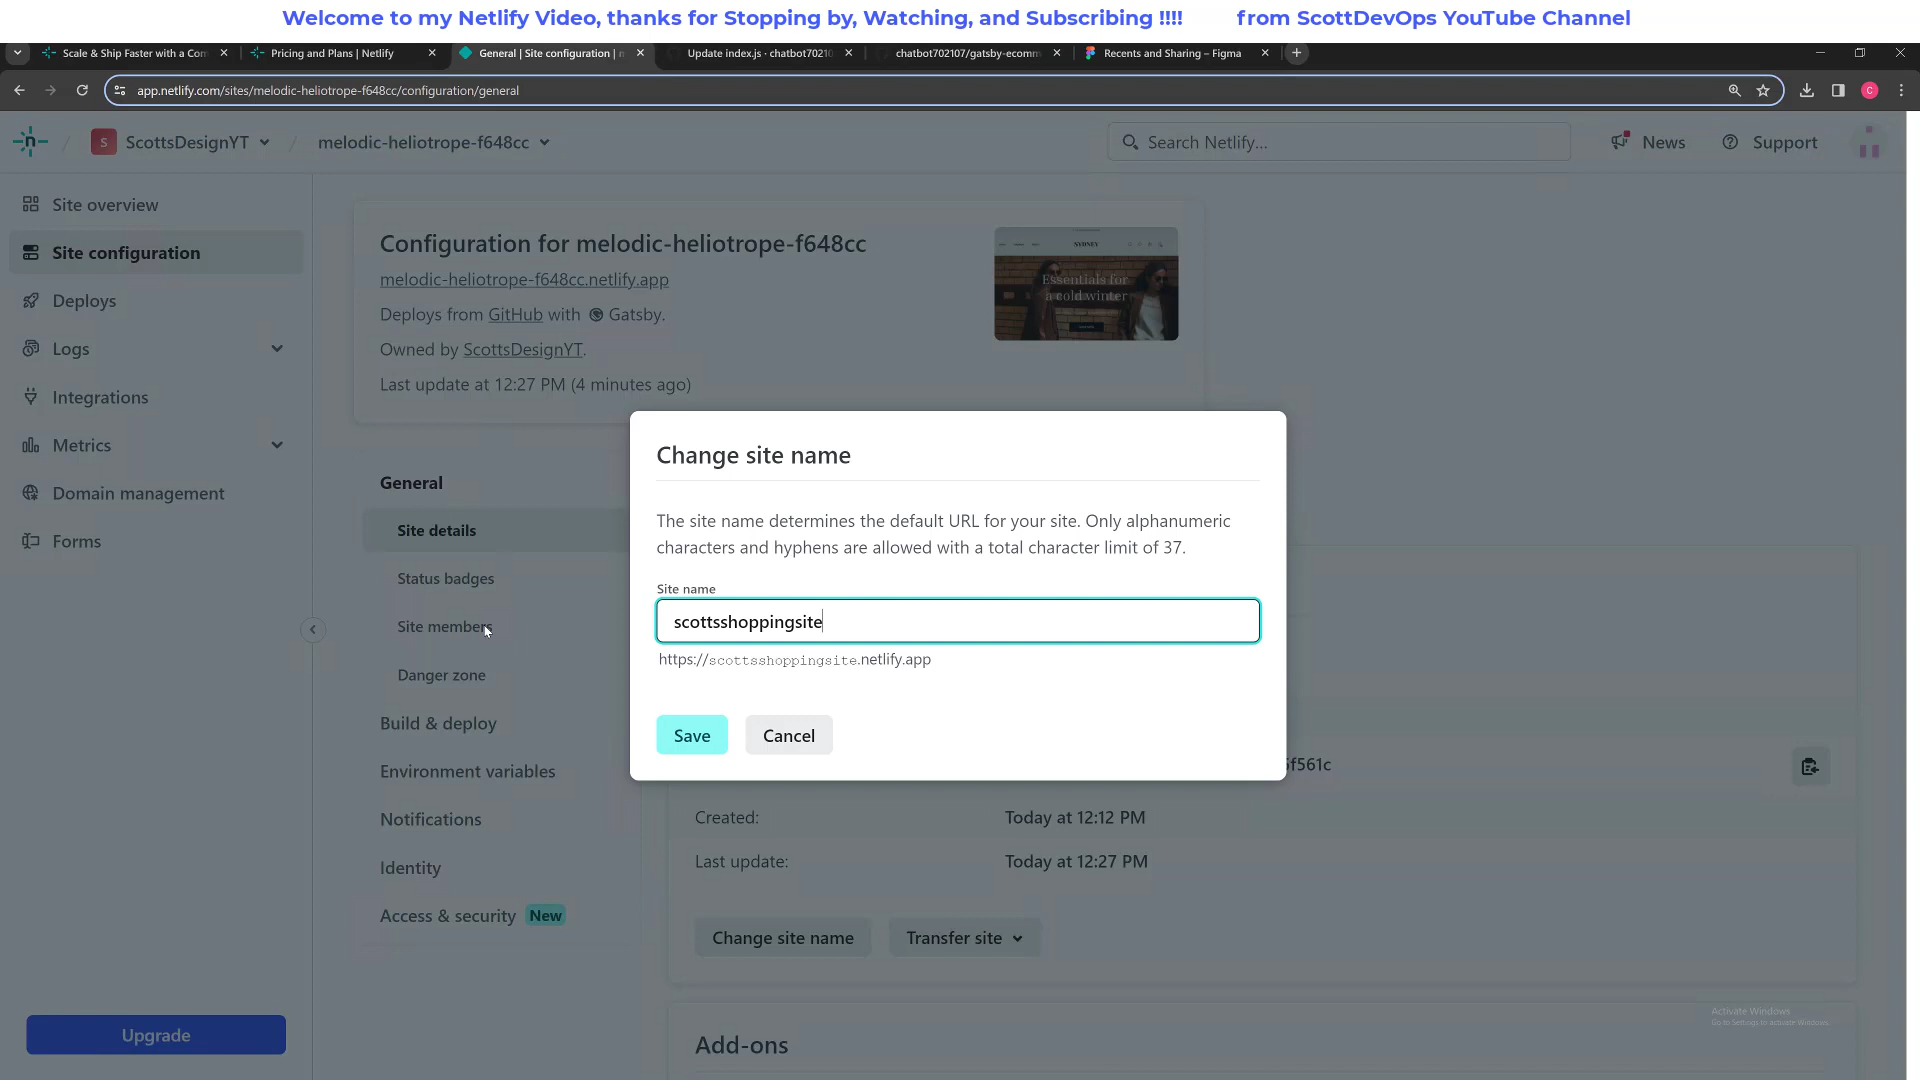 Welcome to my Netlify Video, thanks for Stopping by, Watching, and Subscribing !!!! from ScottDevOps YouTube Channel
Scale & Ship Faster with a Com
Pricing and Plans | Netlify
General | Site configuration | m
Update index.js · chatbot70210
chatbot702107/gatsby-ecomm
Recents and Sharing – Figma
app.netlify.com/sites/melodic-heliotrope-f648cc/configuration/general
C
n / S ScottsDesignYT / melodic-heliotrope-f648cc
Search Netlify...
News
Support
Site overview
Site configuration
Deploys
Logs
Integrations
Metrics
Domain management
Forms
Upgrade
Configuration for melodic-heliotrope-f648cc
melodic-heliotrope-f648cc.netlify.app
Deploys from GitHub with Gatsby.
Owned by ScottsDesignYT.
Last update at 12:27 PM (4 minutes ago)
NYDNEY
Essentials for
a cold winter
General
Site details
Status badges
Site members
Danger zone
Build & deploy
Environment variables
Notifications
Identity
Access & security New
Change site name
The site name determines the default URL for your site. Only alphanumeric
characters and hyphens are allowed with a total character limit of 37.
Site name
scottsshoppingsite
https://scottsshoppingsite.netlify.app
Save
Cancel
5f561c
Created: Today at 12:12 PM
Last update: Today at 12:27 PM
Change site name
Transfer site
Add-ons
Activate Windows
Go to Settings to activate Windows.